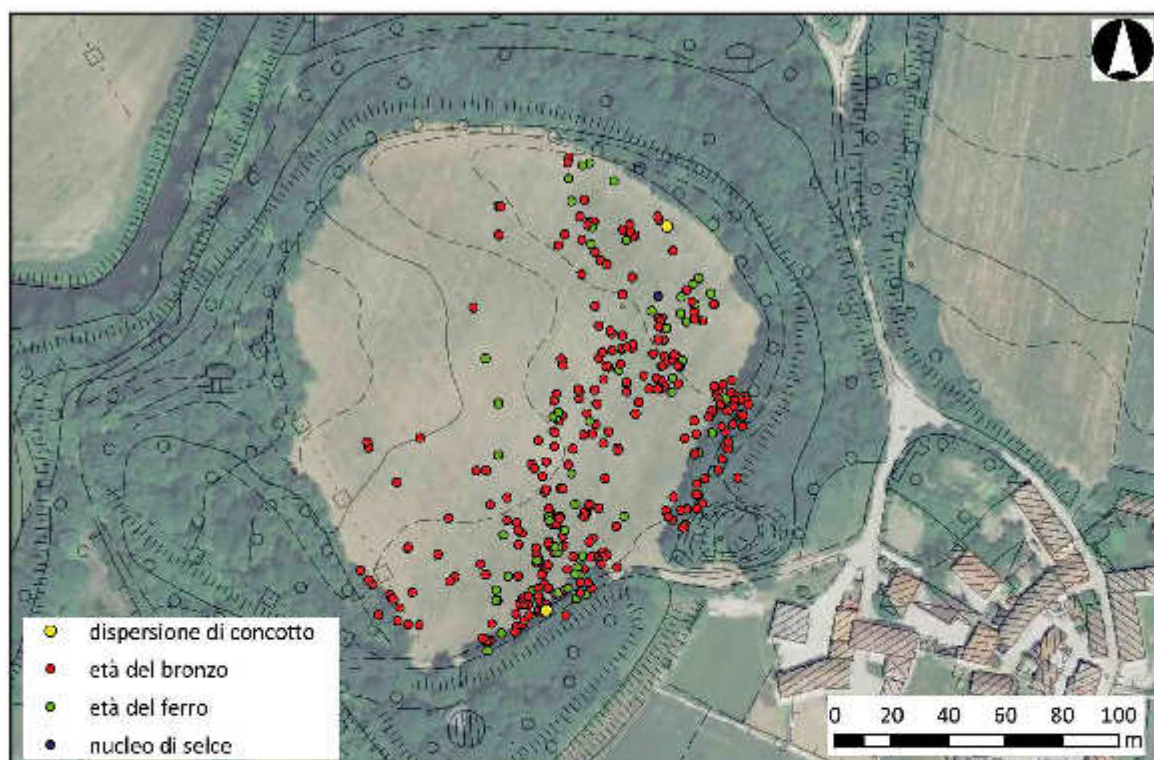 dispersione di concotto
età del bronzo
età del ferro
nucleo di selce
0 20 40 60 80 100
m